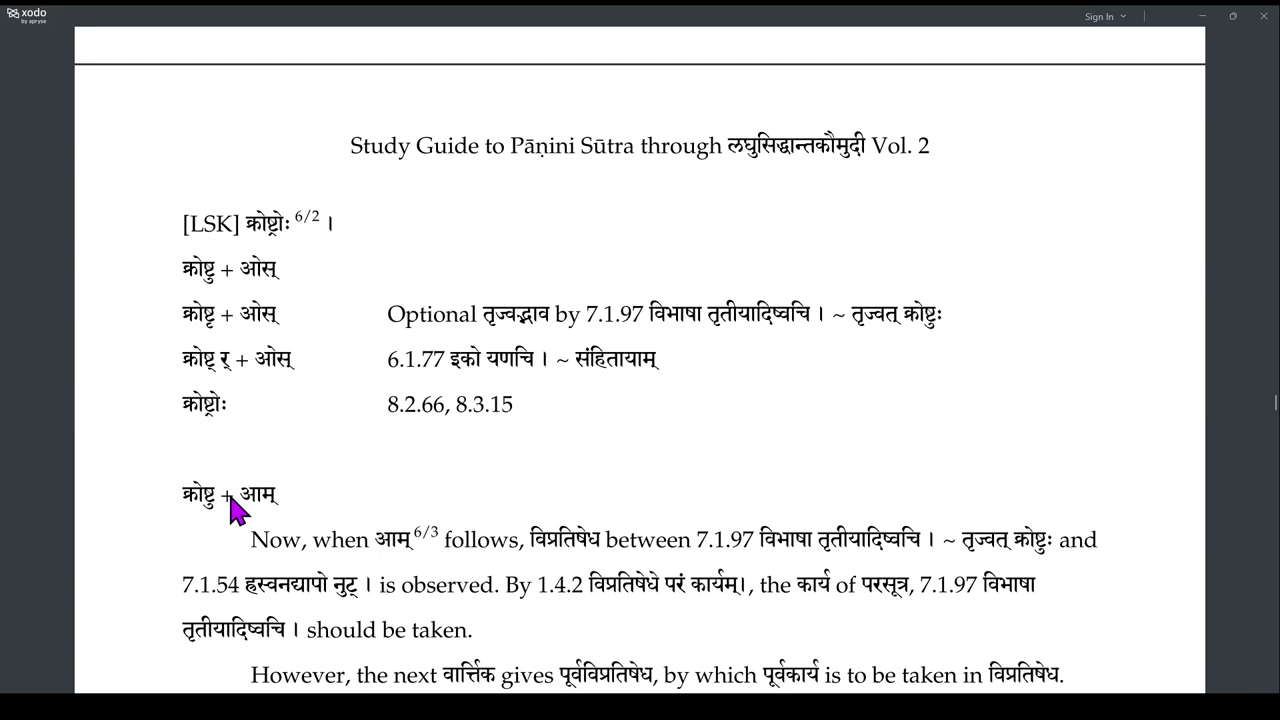 xodo
by apryse
Sign In
Study Guide to Pāṇini Sūtra through लघुसिद्धान्तकौमुदी Vol. 2
[LSK] क्रोष्ट्रोः 6/2 ।
क्रोष्टु + ओस्
क्रोष्टृ + ओस् Optional तृज्वद्भाव by 7.1.97 विभाषा तृतीयादिष्वचि । ~ तृज्वत् क्रोष्टुः
क्रोष्ट् र् + ओस् 6.1.77 इको यणचि । ~ संहितायाम्
क्रोष्ट्रोः 8.2.66, 8.3.15
क्रोष्टु + आम्
Now, when आम् 6/3 follows, विप्रतिषेध between 7.1.97 विभाषा तृतीयादिष्वचि । ~ तृज्वत् क्रोष्टुः and
7.1.54 ह्रस्वनद्यापो नुट् । is observed. By 1.4.2 विप्रतिषेधे परं कार्यम्।, the कार्य of परसूत्र, 7.1.97 विभाषा
तृतीयादिष्वचि । should be taken.
However, the next वार्त्तिक gives पूर्वविप्रतिषेध, by which पूर्वकार्य is to be taken in विप्रतिषेध.